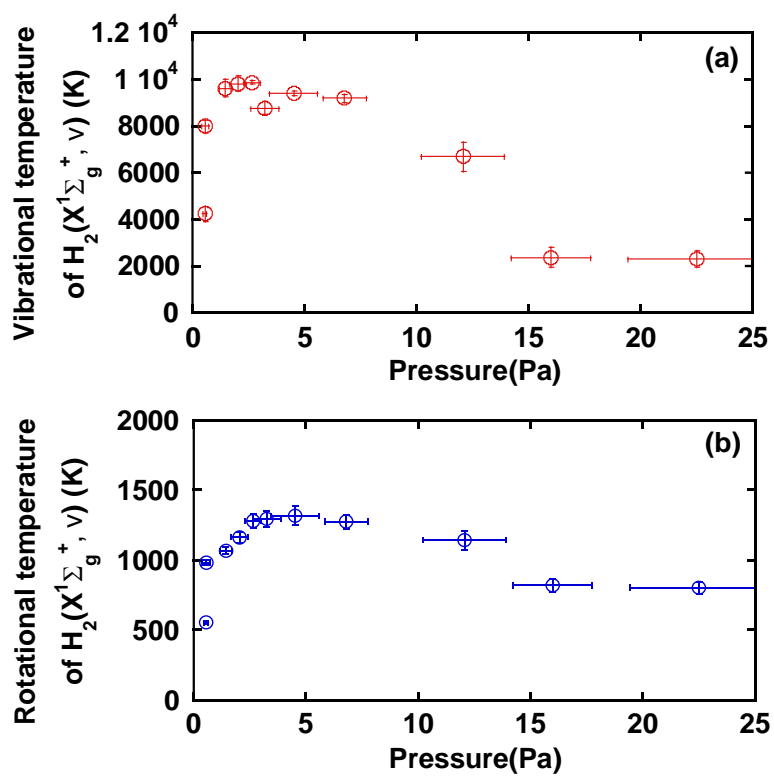 Vibrational temperature
of H₂(X¹Σg⁺, ν) (K)
1.2 10⁴
1 10⁴
8000
6000
4000
2000
0
(a)
0 5 10 15 20 25
Pressure(Pa)
Rotational temperature
of H₂(X¹Σg⁺, ν) (K)
2000
1500
1000
500
0
(b)
0 5 10 15 20 25
Pressure(Pa)